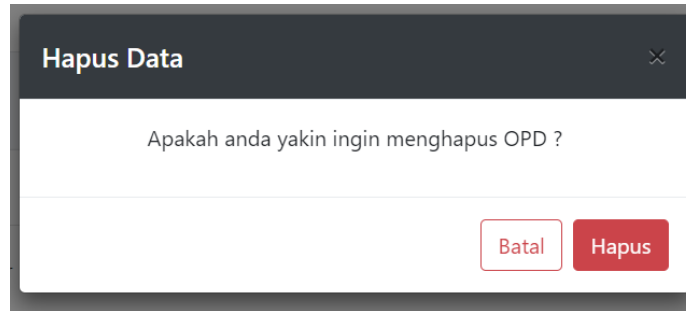 Hapus Data
×
Apakah anda yakin ingin menghapus OPD ?
Batal
Hapus